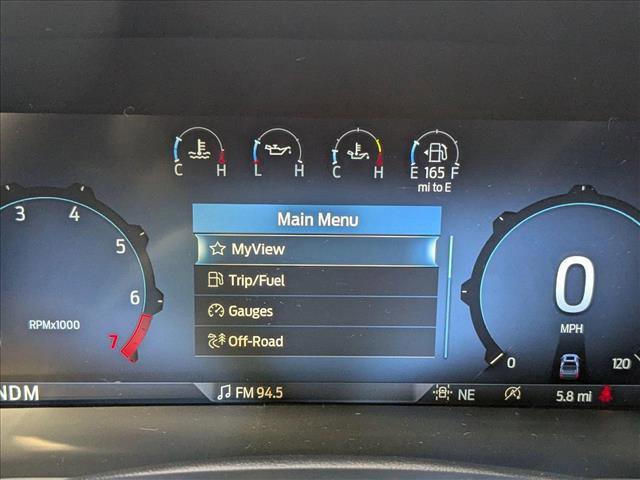 C H
L H
C H
E 165 F
mi to E
Main Menu
MyView
Trip/Fuel
Gauges
Off-Road
3
4
5
6
7
RPMx1000
0
MPH
0
120
NDM
FM 94.5
NE
5.8 mi